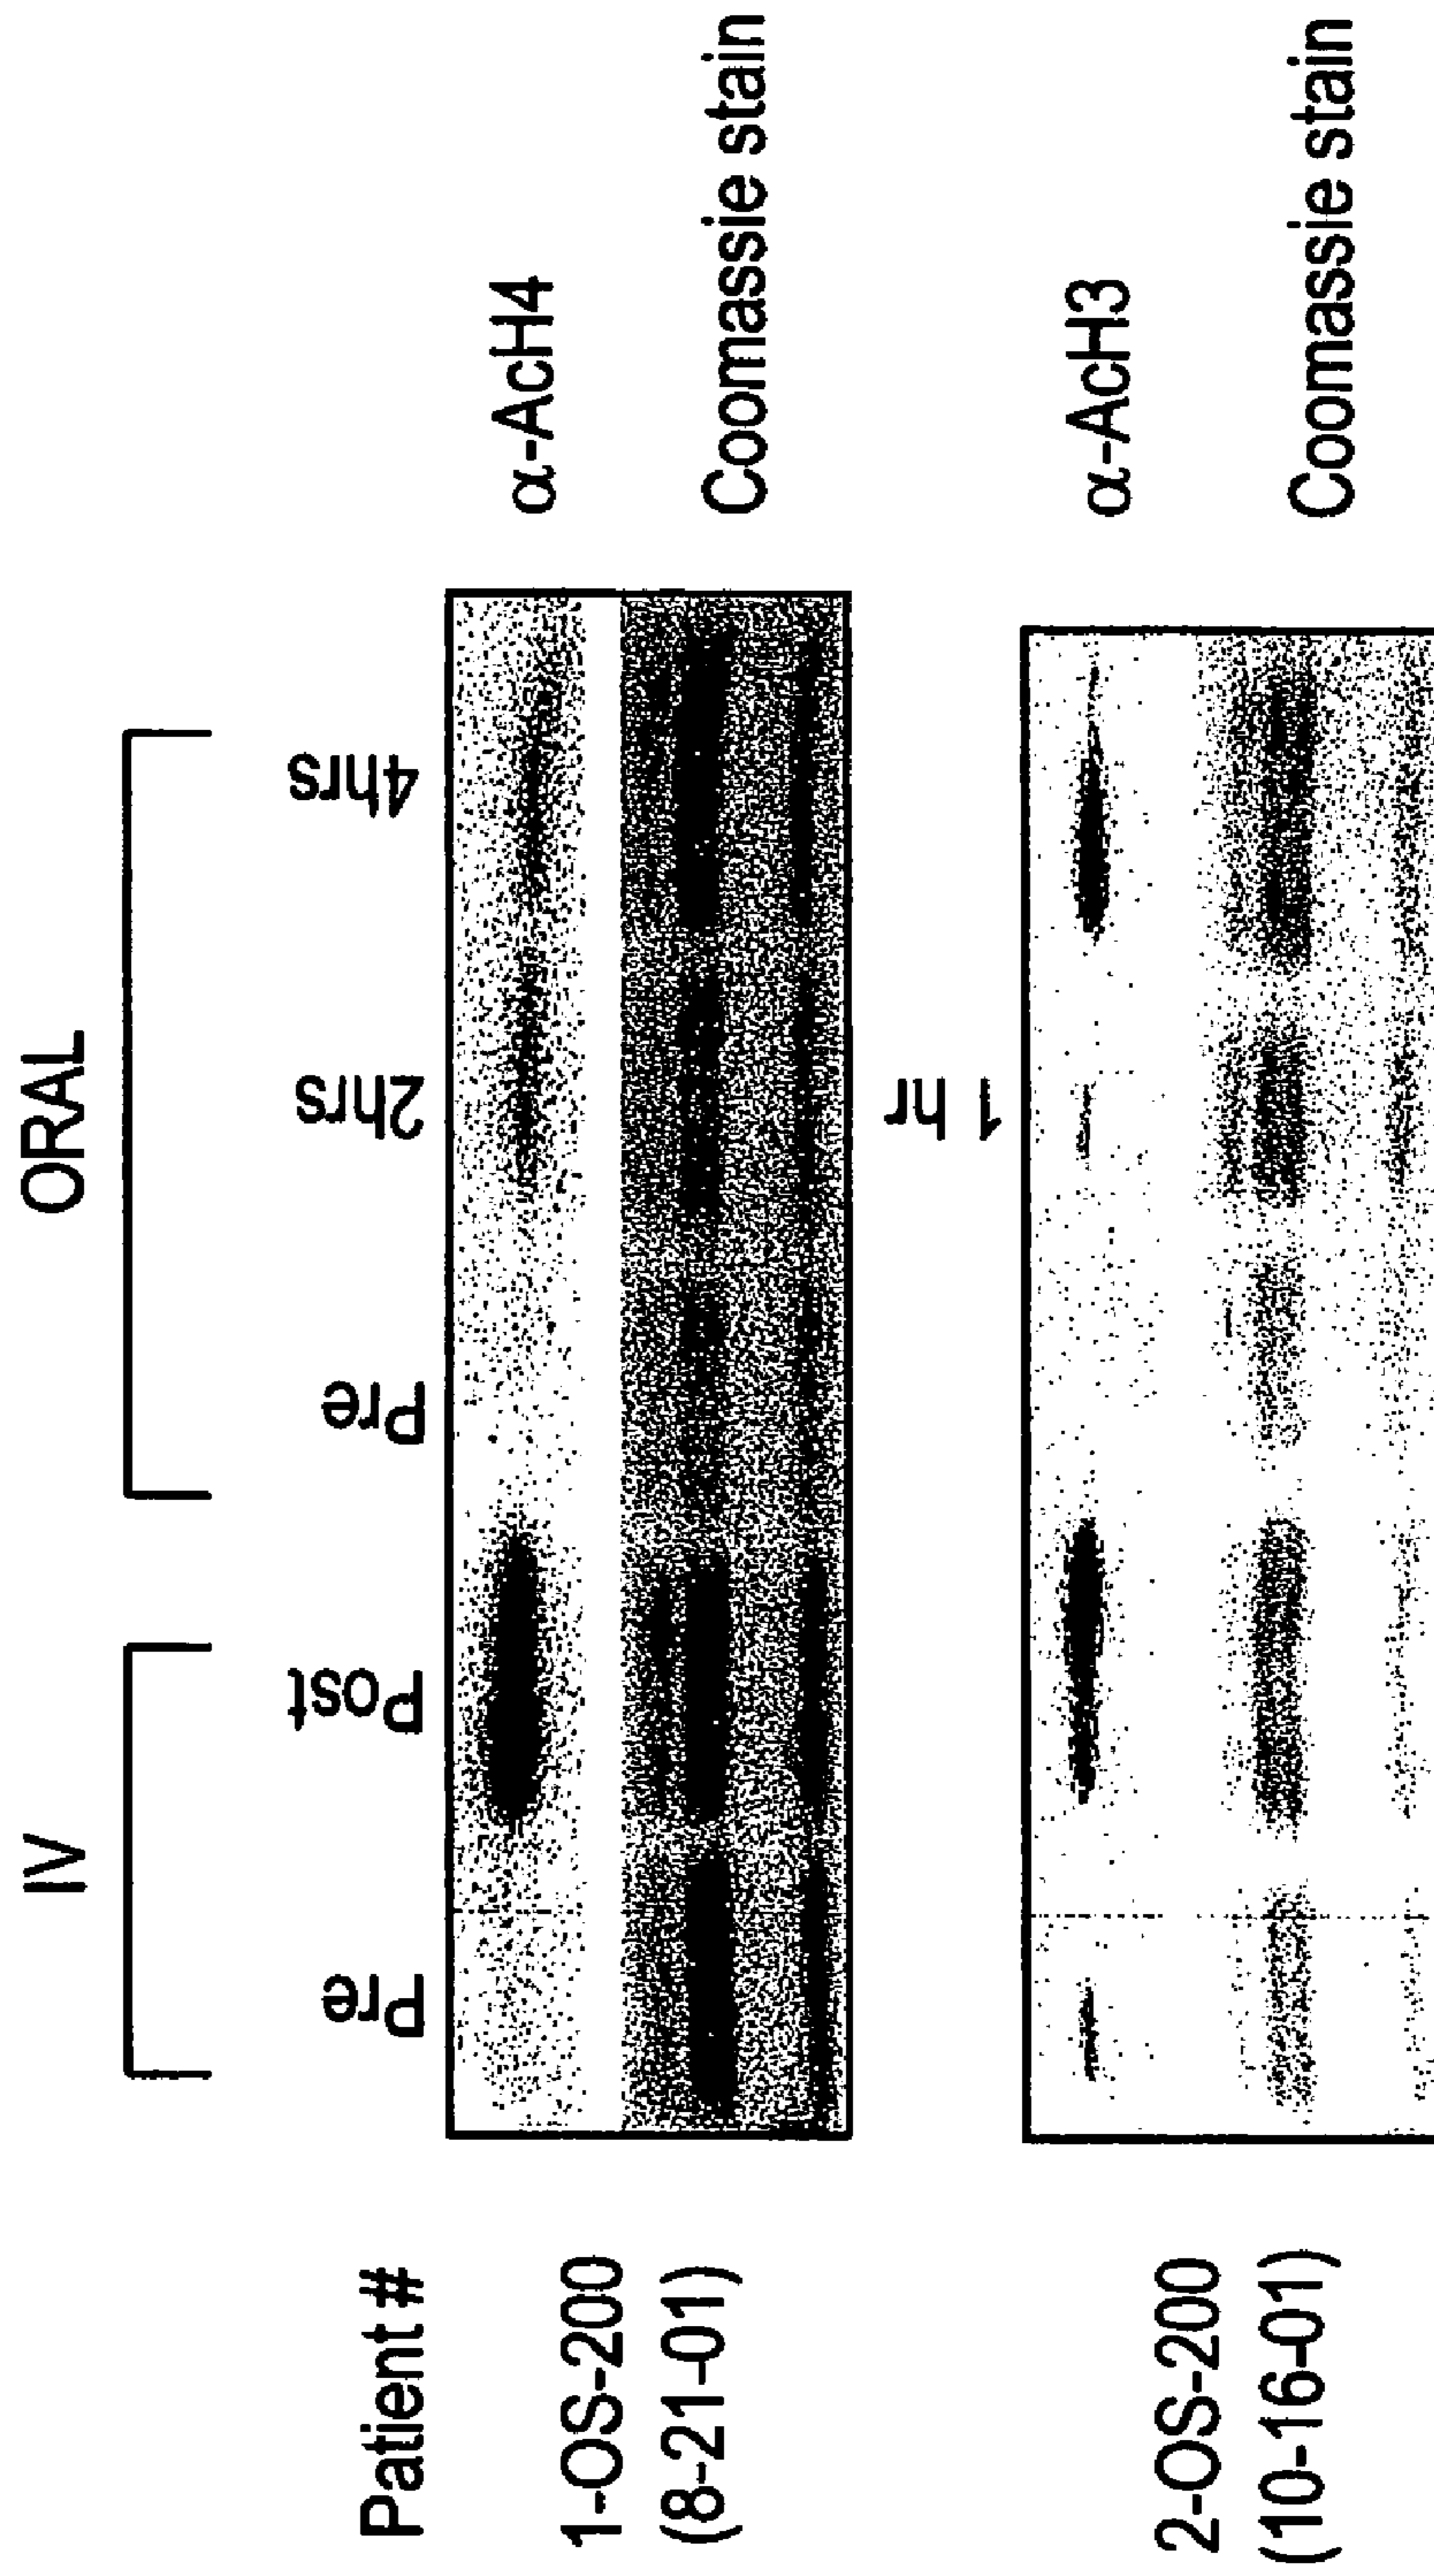 IV
ORAL
Patient #
Pre
Post
Pre
2hrs
4hrs
1-OS-200
(8-21-01)
α-AcH4
Coomassie stain
1 hr
2-OS-200
(10-16-01)
α-AcH3
Coomassie stain